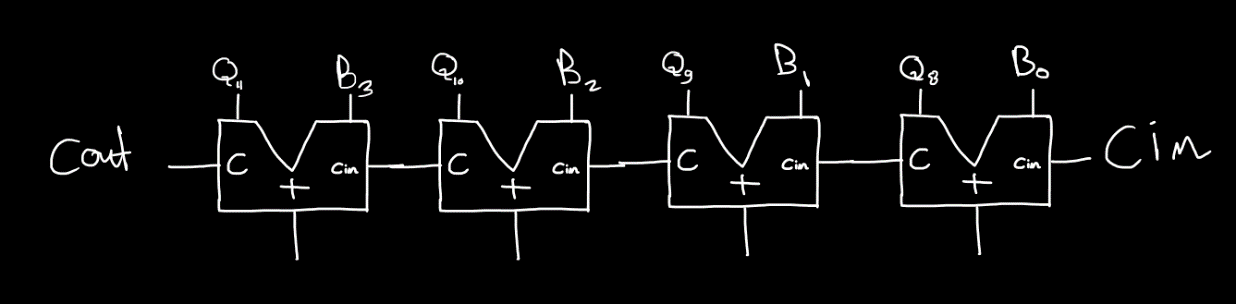 Q₁₁ B₃ Q₁₀ B₂ Q₉ B₁ Q₈ B₀
Cout C Cin C Cin C Cin C Cin Cin
+ + + +